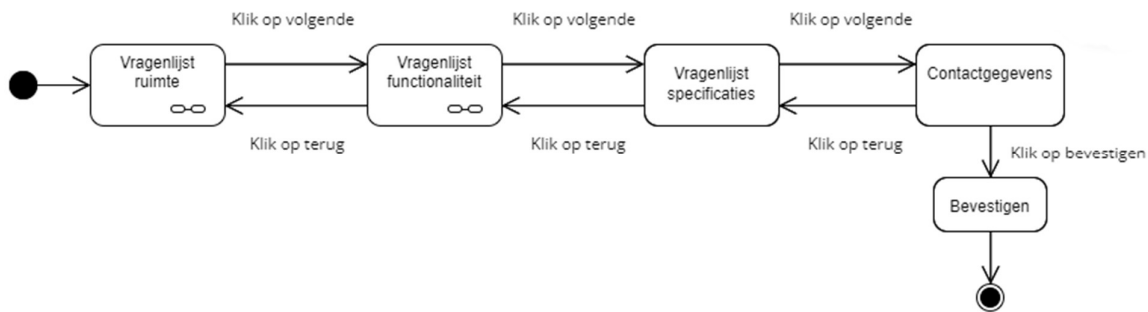 Klik op volgende
Klik op volgende
Klik op volgende
Vragenlijst
ruimte
Vragenlijst
functionaliteit
Vragenlijst
specificaties
Contactgegevens
Klik op terug
Klik op terug
Klik op terug
Klik op bevestigen
Bevestigen